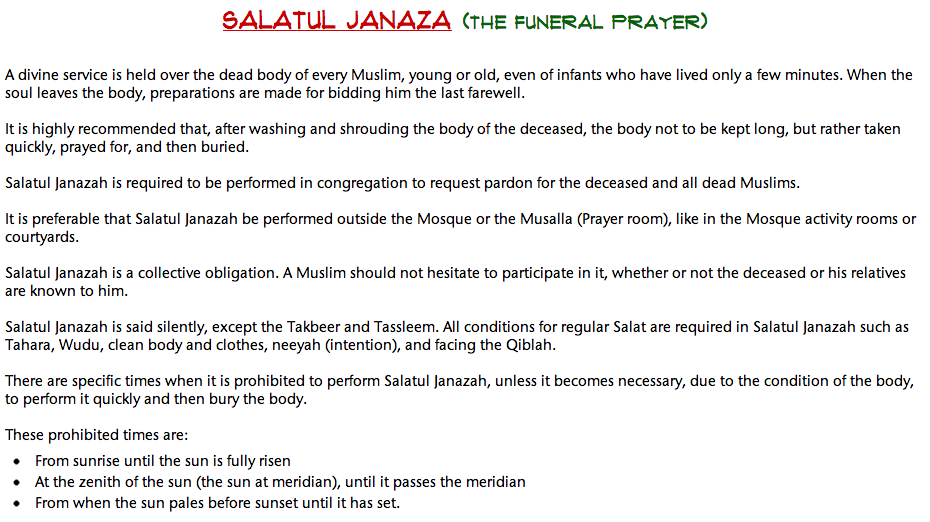 SALATUL JANAZA (THE FUNERAL PRAYER)
A divine service is held over the dead body of every Muslim, young or old, even of infants who have lived only a few minutes. When the
soul leaves the body, preparations are made for bidding him the last farewell.
It is highly recommended that, after washing and shrouding the body of the deceased, the body not to be kept long, but rather taken
quickly, prayed for, and then buried.
Salatul Janazah is required to be performed in congregation to request pardon for the deceased and all dead Muslims.
It is preferable that Salatul Janazah be performed outside the Mosque or the Musalla (Prayer room), like in the Mosque activity rooms or
courtyards.
Salatul Janazah is a collective obligation. A Muslim should not hesitate to participate in it, whether or not the deceased or his relatives
are known to him.
Salatul Janazah is said silently, except the Takbeer and Tassleem. All conditions for regular Salat are required in Salatul Janazah such as
Tahara, Wudu, clean body and clothes, neeyah (intention), and facing the Qiblah.
There are specific times when it is prohibited to perform Salatul Janazah, unless it becomes necessary, due to the condition of the body,
to perform it quickly and then bury the body.
These prohibited times are:
• From sunrise until the sun is fully risen
• At the zenith of the sun (the sun at meridian), until it passes the meridian
• From when the sun pales before sunset until it has set.